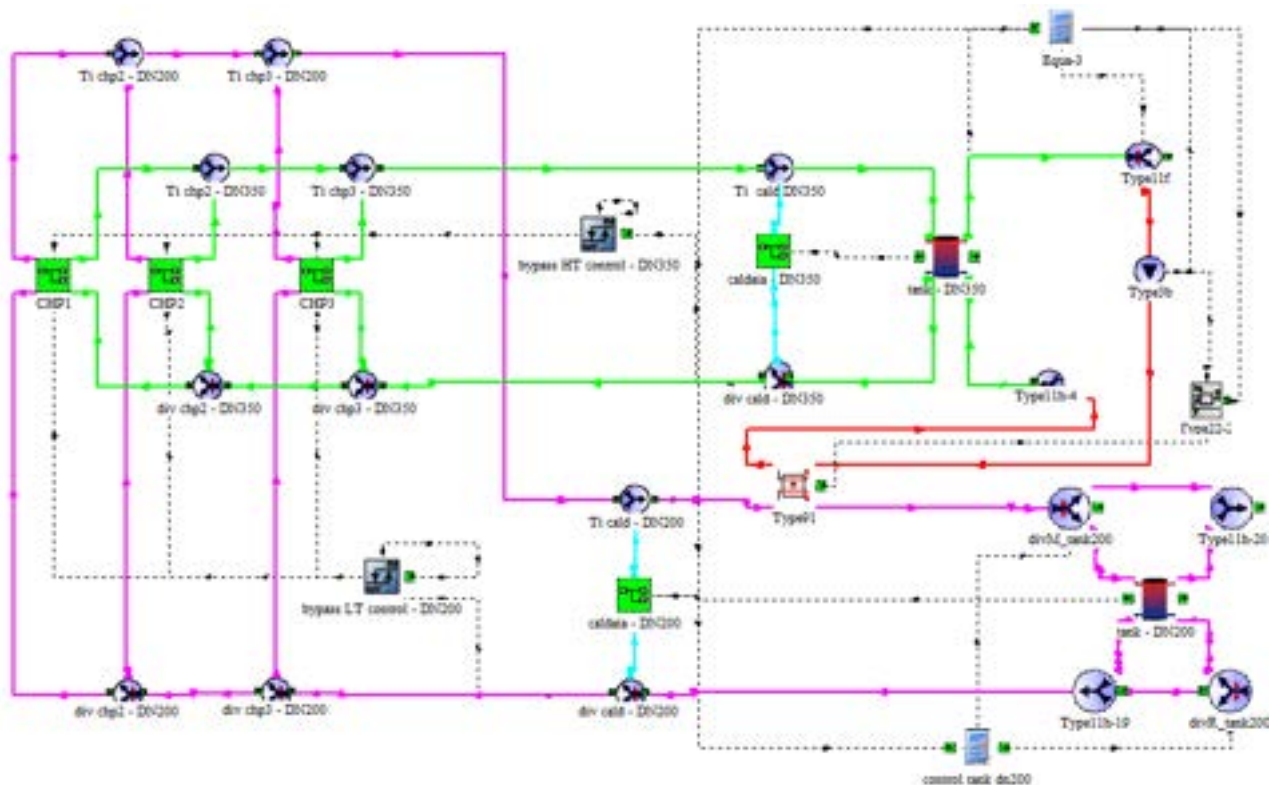 Ti chp2 - DN200
Ti chp3 - DN200
Equa-3
Ti chp2 - DN350
Ti chp3 - DN350
Ti cald DN350
Type11f
CHP1
CHP2
CHP3
bypass HT control - DN350
caldaia - DN350
tank - DN350
Type3b
div chp2 - DN350
div chp3 - DN350
div cald - DN350
Type11h-4
Type22-2
Type91
Ti cald - DN200
divM_tank200
Type11h-20
bypass LT control - DN200
caldaia - DN200
tank - DN200
div chp2 - DN200
div chp3 - DN200
div cald - DN200
Type11h-19
divR_tank200
control tank dn200